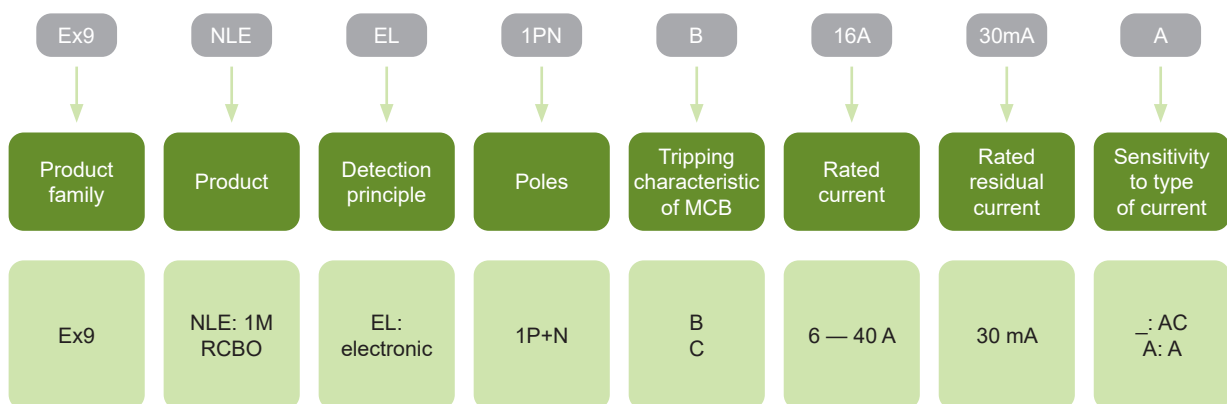 Ex9
NLE
EL
1PN
B
16A
30mA
A
Product
family
Product
Detection
principle
Poles
Tripping
characteristic
of MCB
Rated
current
Rated
residual
current
Sensitivity
to type
of current
Ex9
NLE: 1M
RCBO
EL:
electronic
1P+N
B
C
6 — 40 A
30 mA
_: AC
A: A